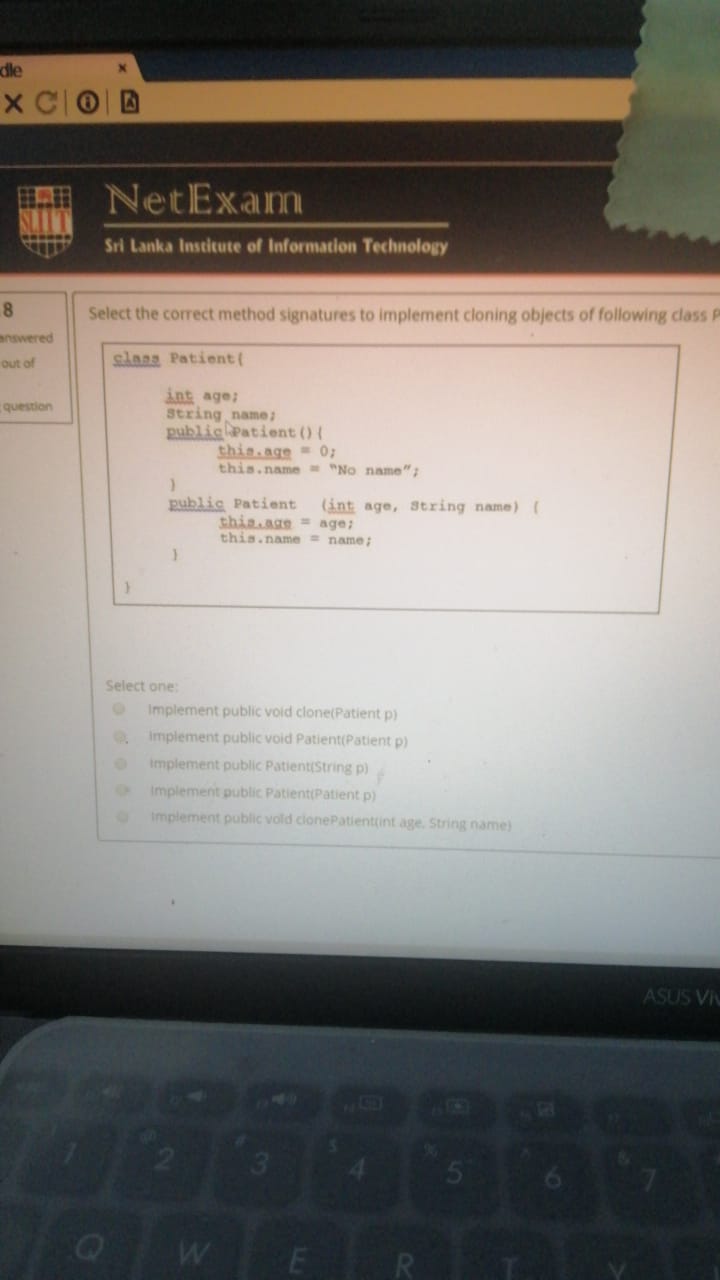 dle
x
NetExam
SLIIT
Sri Lanka Institute of Information Technology
8
answered
out of
question
Select the correct method signatures to implement cloning objects of following class P
class Patient{
int age;
String name;
public Patient(){
this.age = 0;
this.name = "No name";
}
public Patient (int age, String name) {
this.age = age;
this.name = name;
}
}
Select one:
Implement public void clone(Patient p)
Implement public void Patient(Patient p)
Implement public Patient(String p)
Implement public Patient(Patient p)
Implement public void clonePatient(int age, String name)
ASUS Viv
1 2 3 4 5 6 7
Q W E R T Y